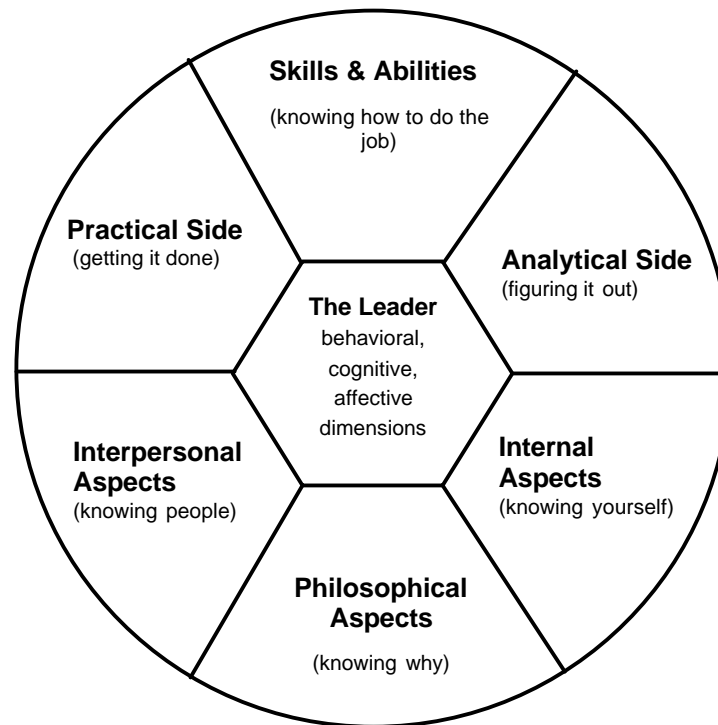 Skills & Abilities
(knowing how to do the
job)
Practical Side
(getting it done)
Analytical Side
(figuring it out)
The Leader
behavioral,
cognitive,
affective
dimensions
Interpersonal
Aspects
(knowing people)
Internal
Aspects
(knowing yourself)
Philosophical
Aspects
(knowing why)